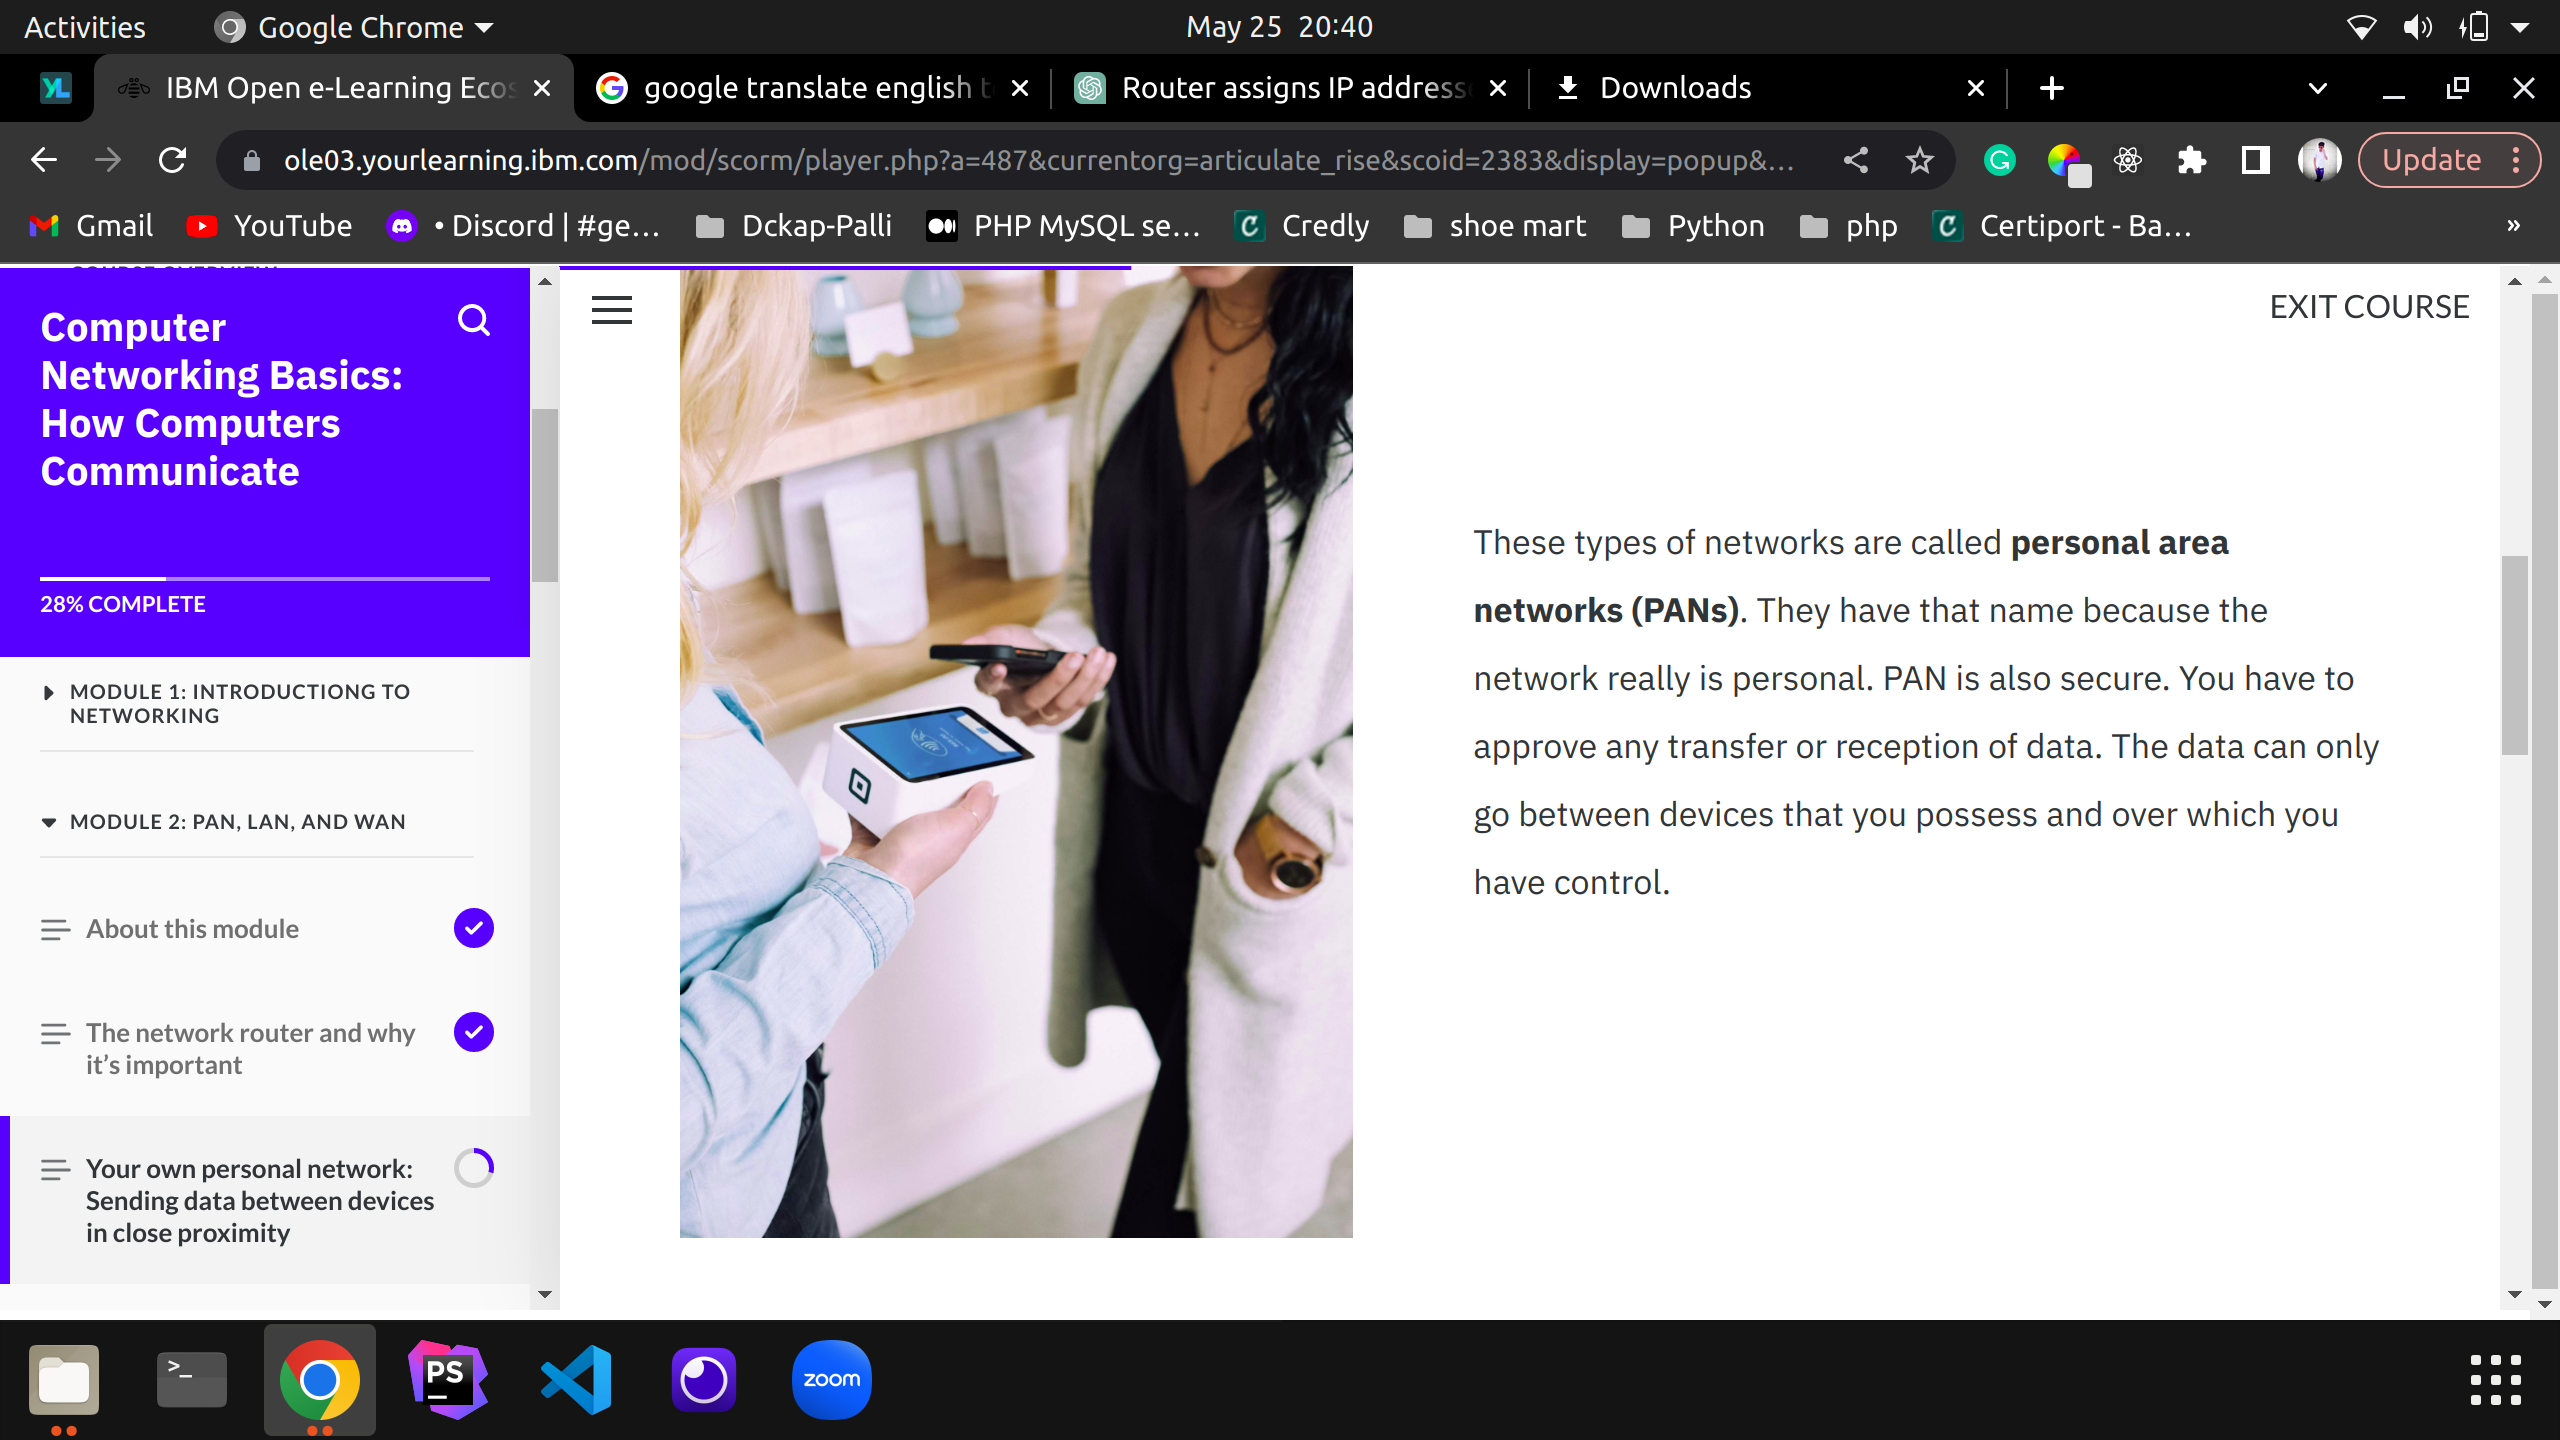 Activities
Google Chrome
May 25 20:40
IBM Open e-Learning Ecos
google translate english t
Router assigns IP addresse
Downloads
ole03.yourlearning.ibm.com/mod/scorm/player.php?a=487&currentorg=articulate_rise&scoid=2383&display=popup&…
Update
Gmail
YouTube
• Discord | #ge…
Dckap-Palli
PHP MySQL se…
Credly
shoe mart
Python
php
Certiport - Ba…
»
COURSE OVERVIEW
Computer
Networking Basics:
How Computers
Communicate
28% COMPLETE
MODULE 1: INTRODUCTIONG TO
NETWORKING
MODULE 2: PAN, LAN, AND WAN
About this module
The network router and why
it’s important
Your own personal network:
Sending data between devices
in close proximity
EXIT COURSE
These types of networks are called personal area
networks (PANs). They have that name because the
network really is personal. PAN is also secure. You have to
approve any transfer or reception of data. The data can only
go between devices that you possess and over which you
have control.
YL
>_
PS
zoom